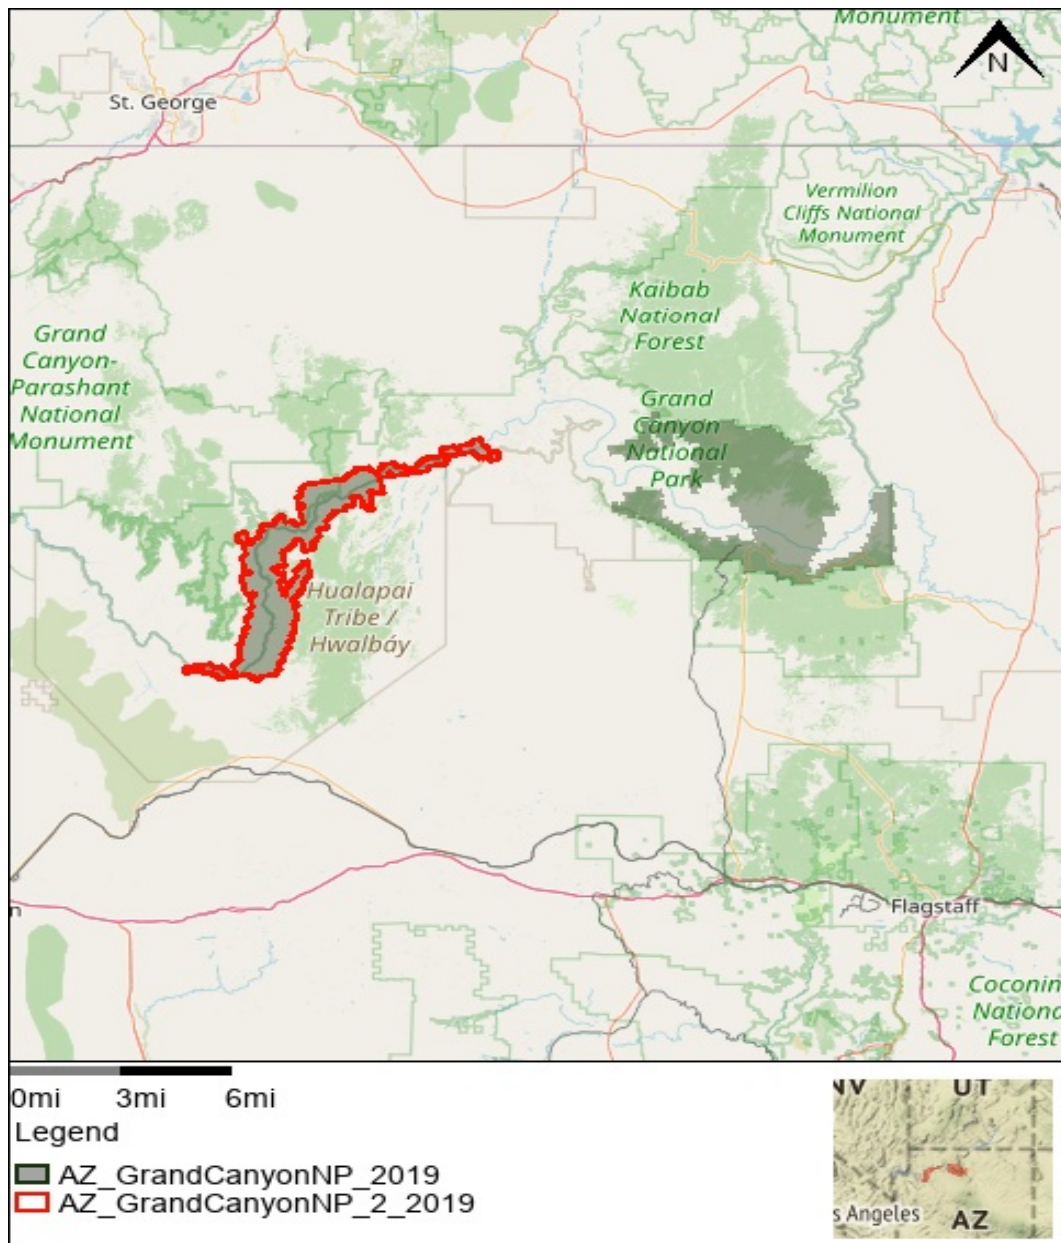 Monument
N
St. George
Vermilion
Cliffs National
Monument
Kaibab
National
Forest
Grand
Canyon-
Parashant
National
Monument
Grand
Canyon
National
Park
Hualapai
Tribe /
Hwalbáy
n
Flagstaff
Coconin
Nationa
Forest
0mi 3mi 6mi
Legend
AZ_GrandCanyonNP_2019
AZ_GrandCanyonNP_2_2019
NV UT
s Angeles
AZ